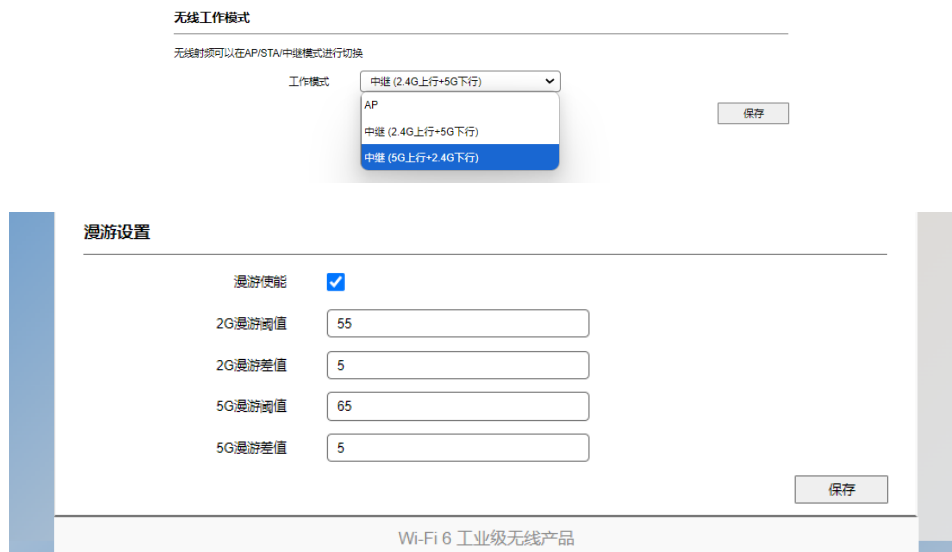 无线工作模式
无线射频可以在AP/STA/中继模式进行切换
工作模式 中继 (2.4G上行+5G下行)
AP
保存
中继 (2.4G上行+5G下行)
中继 (5G上行+2.4G下行)
漫游设置
漫游使能
2G漫游阈值 55
2G漫游差值 5
5G漫游阈值 65
5G漫游差值 5
保存
Wi-Fi 6 工业级无线产品